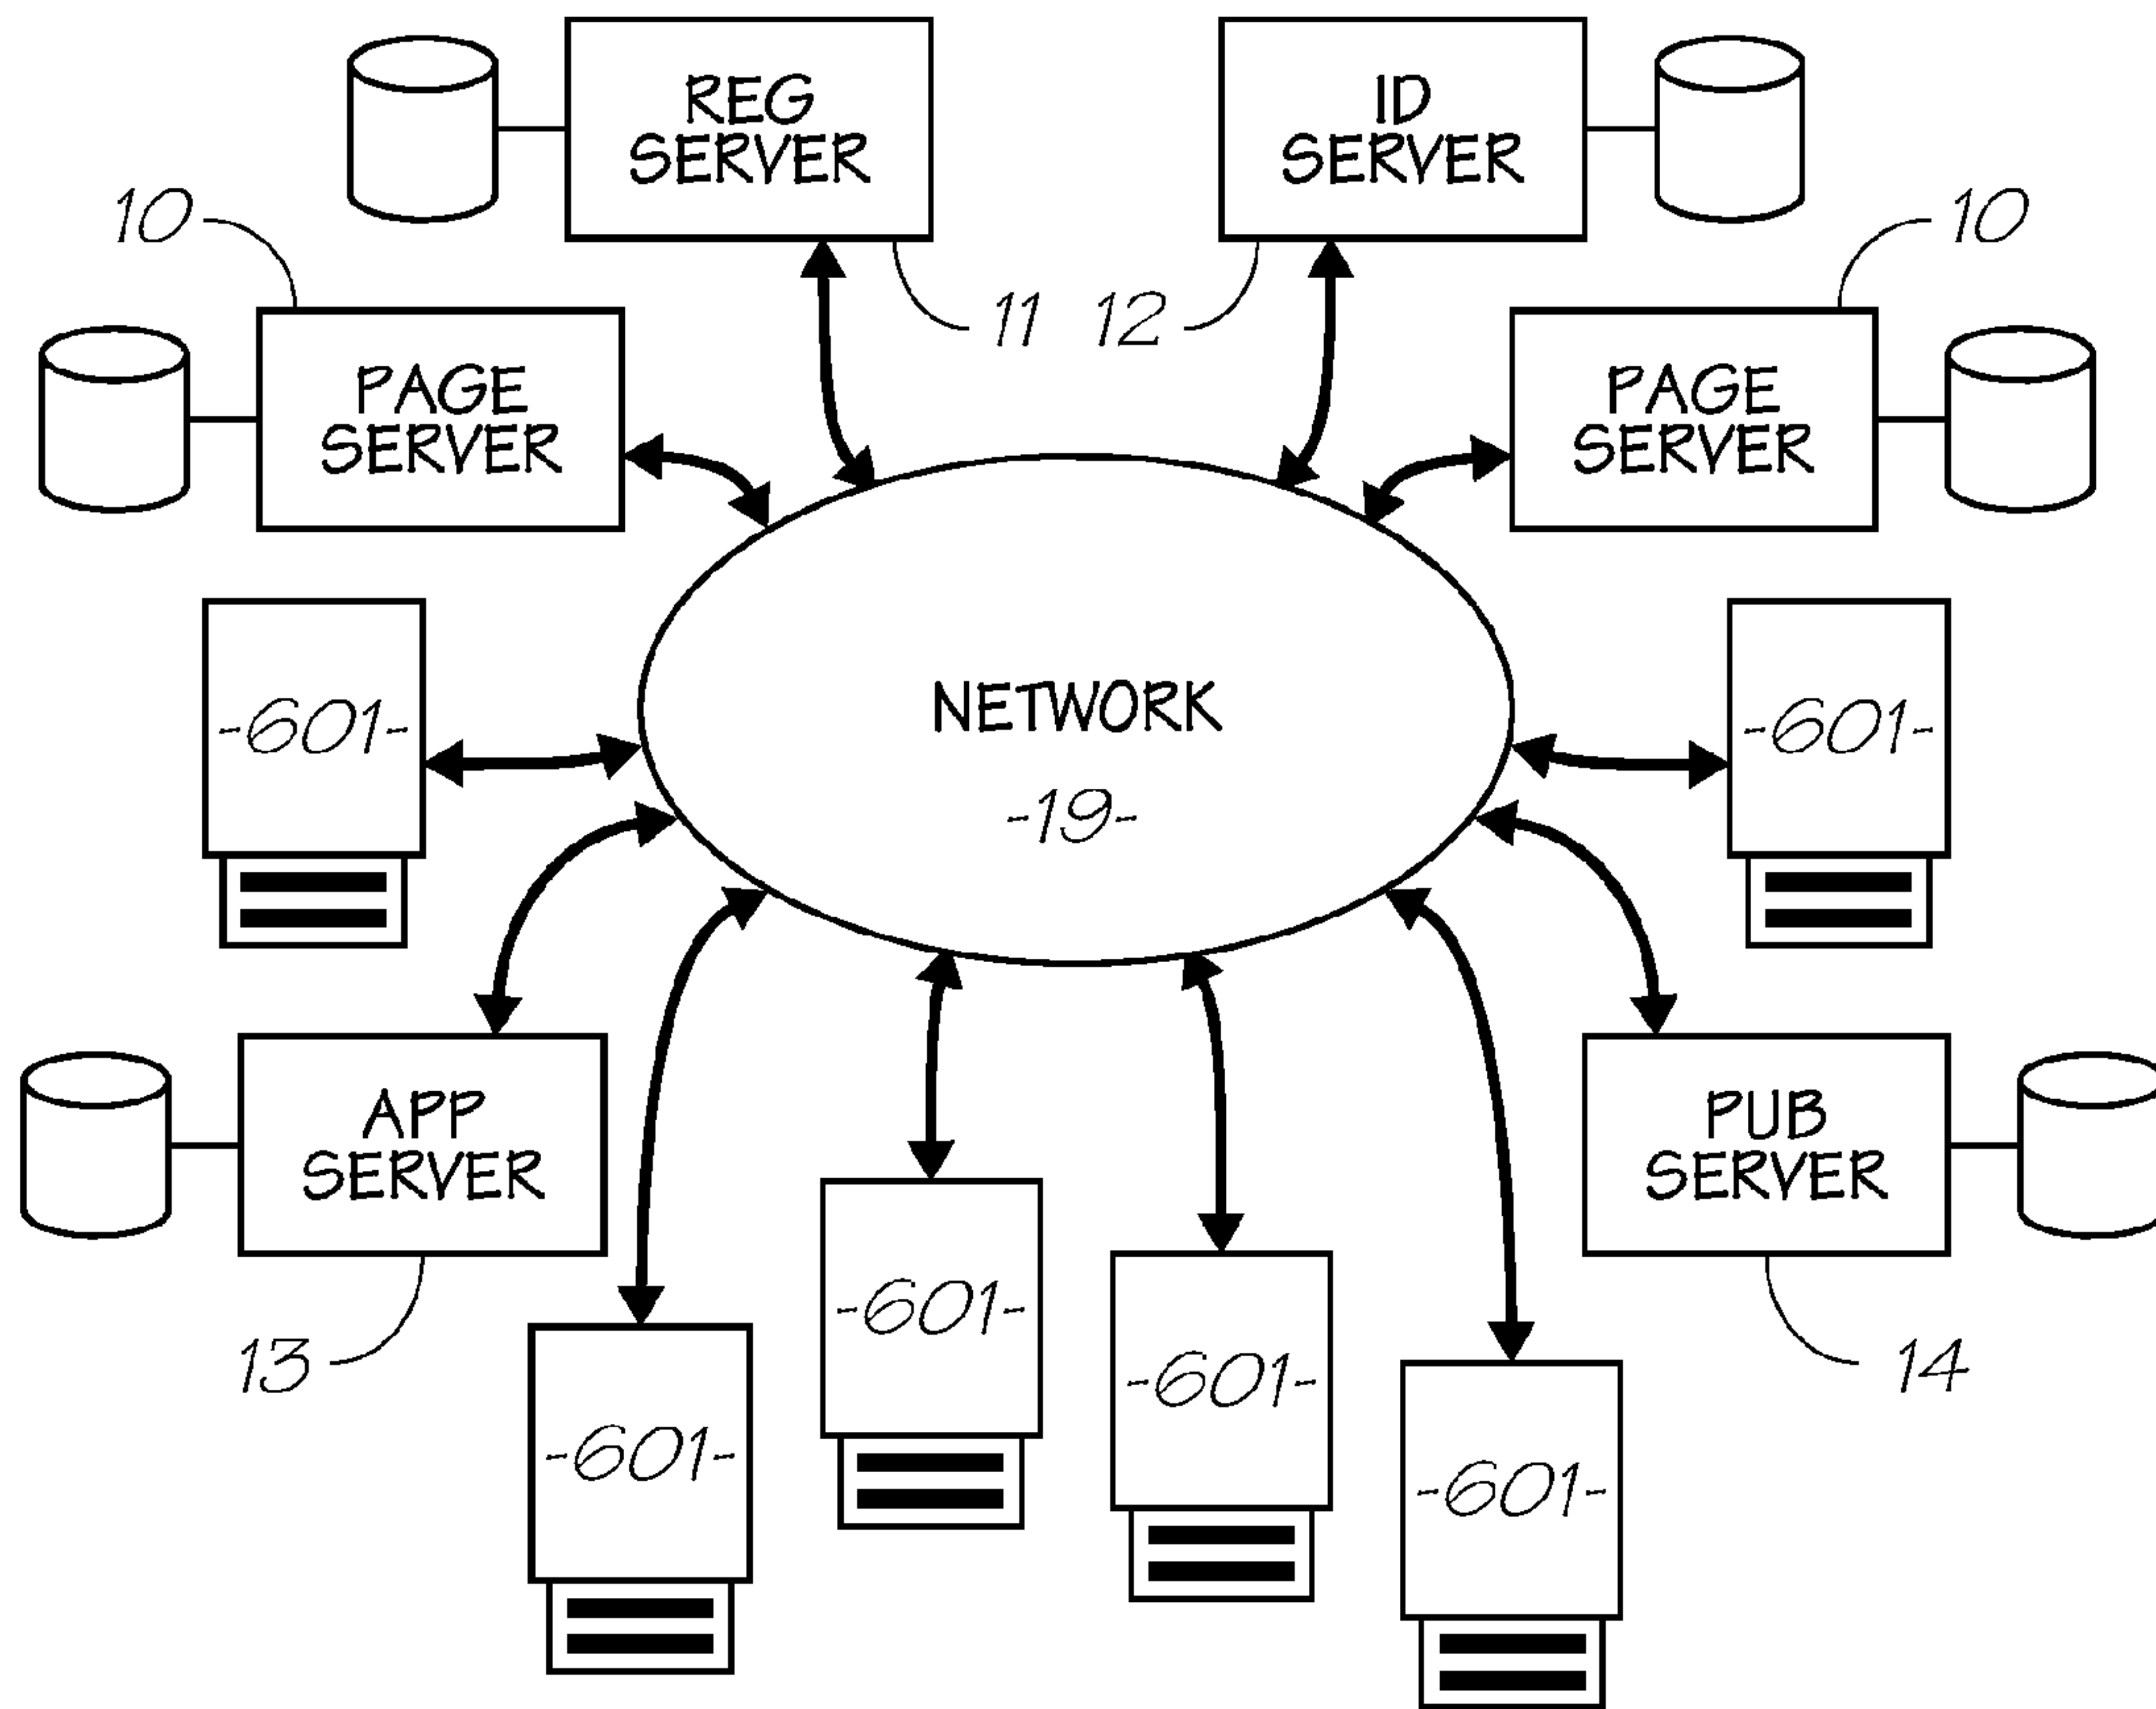 REG
SERVER
ID
SERVER
10
10
11
12
PAGE
SERVER
PAGE
SERVER
-601-
NETWORK
-19-
-601-
APP
SERVER
PUB
SERVER
13
14
-601-
-601-
-601-
-601-